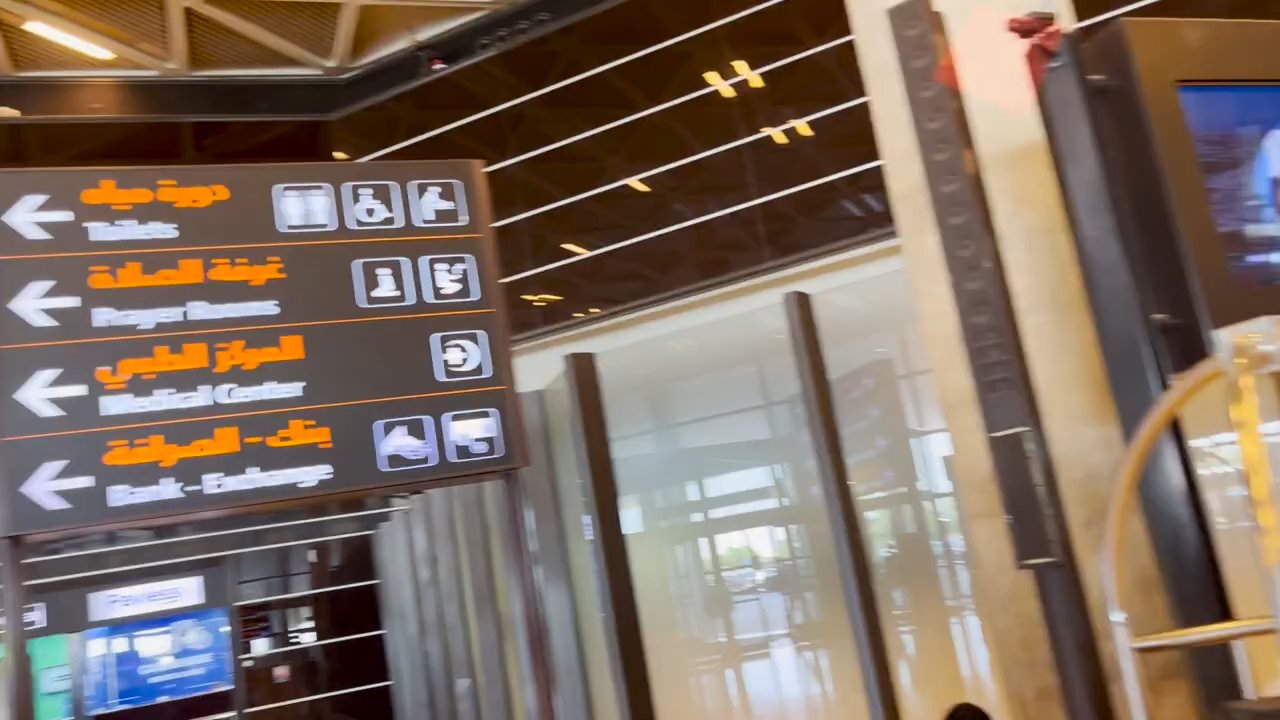 دورة مياه
Toilets
غرفة الصلاة
Prayer Rooms
المركز الطبي
Medical Center
بنك - الصرافة
Bank - Exchange